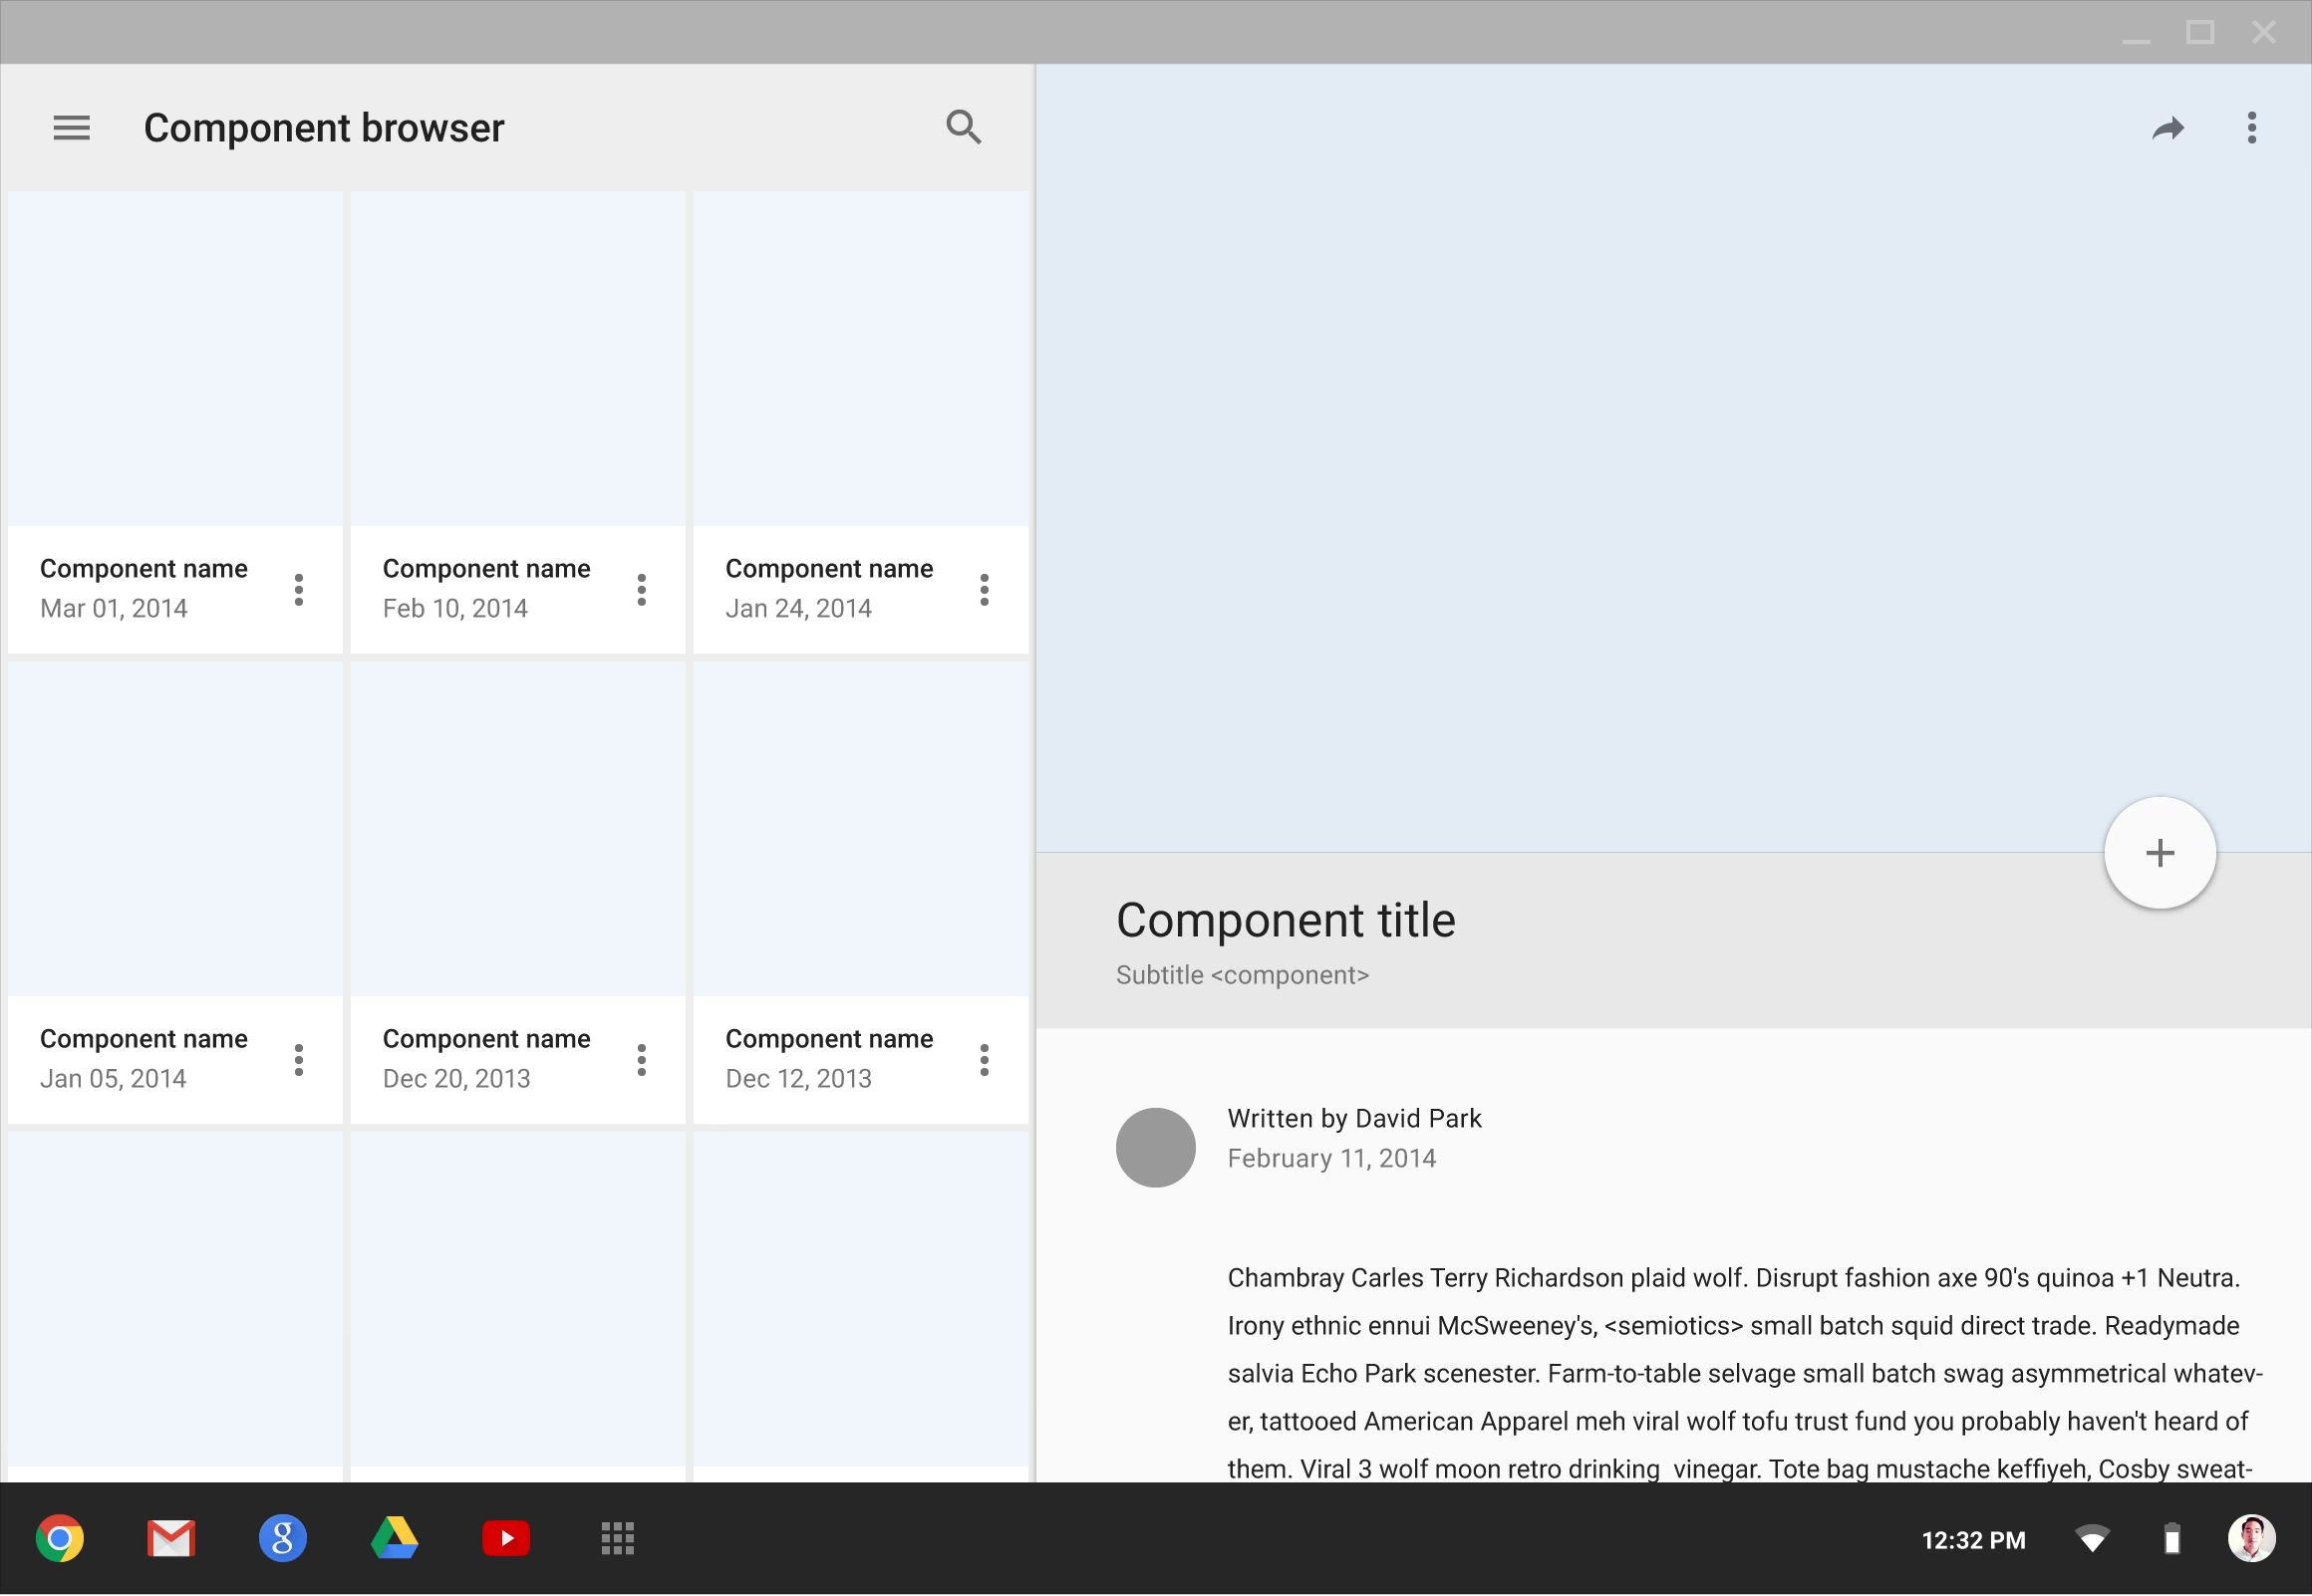 Component browser
Component name
Mar 01, 2014
Component name
Feb 10, 2014
Component name
Jan 24, 2014
Component name
Jan 05, 2014
Component name
Dec 20, 2013
Component name
Dec 12, 2013
Component title
Subtitle <component>
Written by David Park
February 11, 2014
Chambray Carles Terry Richardson plaid wolf. Disrupt fashion axe 90's quinoa +1 Neutra.
Irony ethnic ennui McSweeney's, <semiotics> small batch squid direct trade. Readymade
salvia Echo Park scenester. Farm-to-table selvage small batch swag asymmetrical whatev-
er, tattooed American Apparel meh viral wolf tofu trust fund you probably haven't heard of
them. Viral 3 wolf moon retro drinking  vinegar. Tote bag mustache keffiyeh, Cosby sweat-
g
12:32 PM